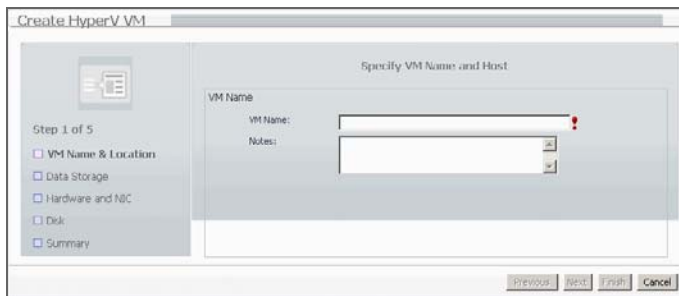 Create HyperV VM
Specify VM Name and Host
Step 1 of 5
VM Name & Location
Data Storage
Hardware and NIC
Disk
Summary
VM Name
VM Name:
Notes:
Previous Next Finish Cancel